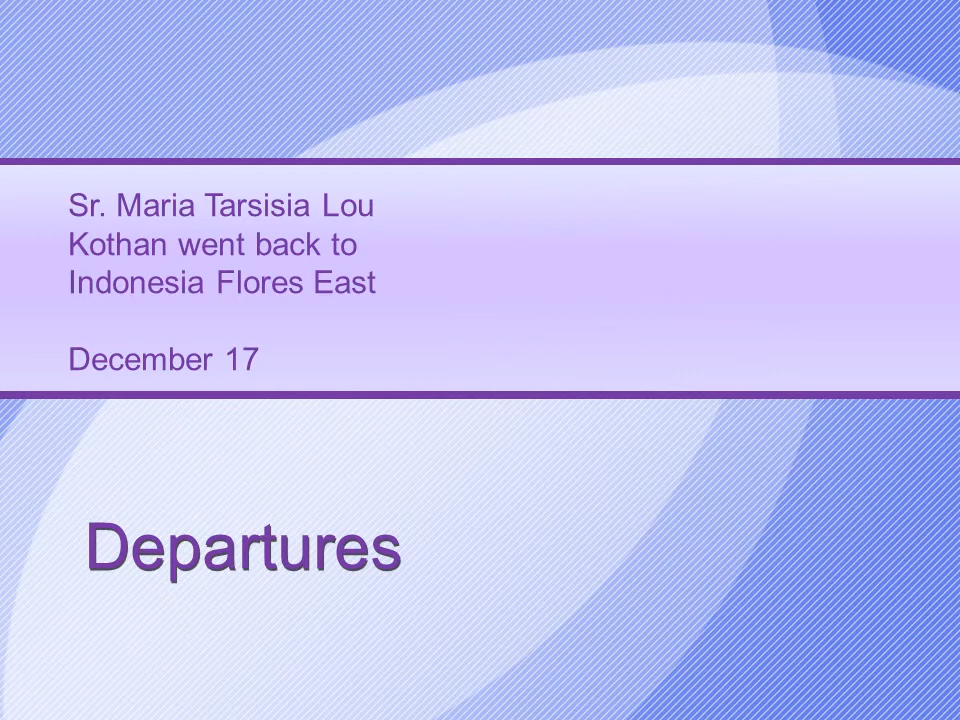 Sr. Maria Tarsisia Lou
Kothan went back to
Indonesia Flores East
December 17
Departures